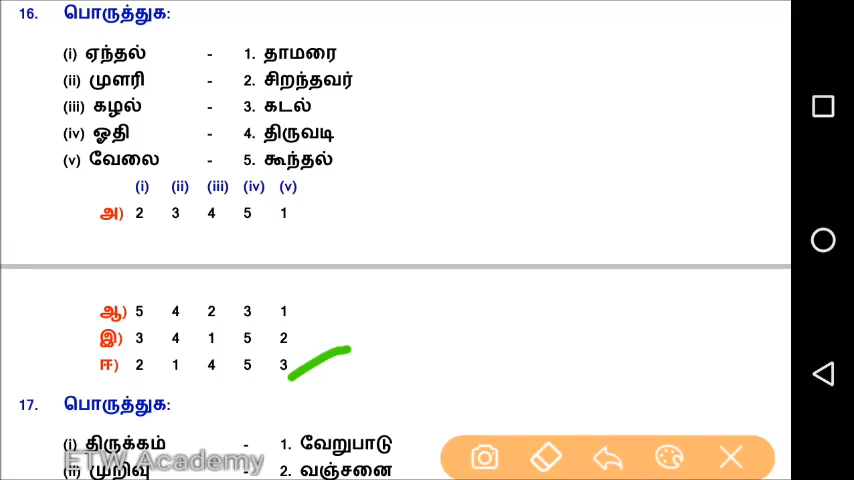 16. பொருத்துக:
(i) ஏந்தல் - 1. தாமரை
(ii) முளரி - 2. சிறந்தவர்
(iii) கழல் - 3. கடல்
(iv) ஓதி - 4. திருவடி
(v) வேலை - 5. கூந்தல்
(i) (ii) (iii) (iv) (v)
அ) 2 3 4 5 1
ஆ) 5 4 2 3 1
இ) 3 4 1 5 2
ஈ) 2 1 4 5 3
17. பொருத்துக:
(i) திருக்கம் - 1. வேறுபாடு
(ii) முறிவு - 2. வஞ்சனை
ETW Academy